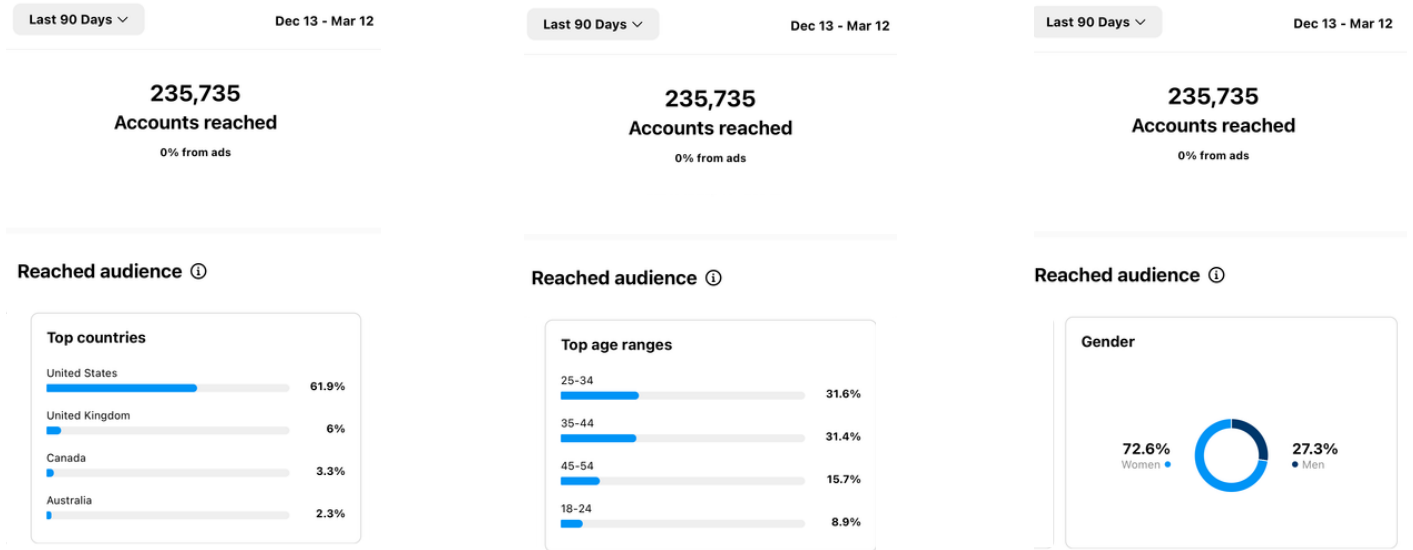 Last 90 Days
Dec 13 - Mar 12
235,735
Accounts reached
0% from ads
Reached audience
Top countries
United States
61.9%
United Kingdom
6%
Canada
3.3%
Australia
2.3%
Last 90 Days
Dec 13 - Mar 12
235,735
Accounts reached
0% from ads
Reached audience
Top age ranges
25-34
31.6%
35-44
31.4%
45-54
15.7%
18-24
8.9%
Last 90 Days
Dec 13 - Mar 12
235,735
Accounts reached
0% from ads
Reached audience
Gender
72.6%
Women
27.3%
Men